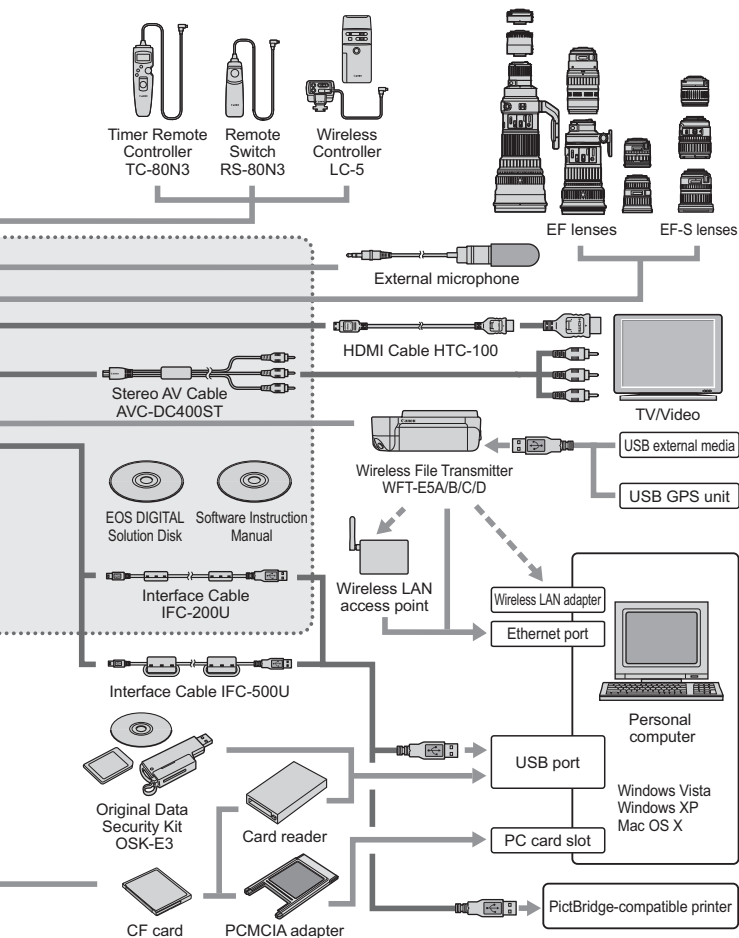 Timer Remote
Controller
TC-80N3
Remote
Switch
RS-80N3
Wireless
Controller
LC-5
EF lenses
EF-S lenses
External microphone
HDMI Cable HTC-100
Stereo AV Cable
AVC-DC400ST
TV/Video
Canon
Wireless File Transmitter
WFT-E5A/B/C/D
USB external media
USB GPS unit
EOS DIGITAL
Solution Disk
Software Instruction
Manual
Interface Cable
IFC-200U
Wireless LAN
access point
Wireless LAN adapter
Ethernet port
Interface Cable IFC-500U
Personal
computer
USB port
Windows Vista
Windows XP
Mac OS X
Original Data
Security Kit
OSK-E3
Card reader
PC card slot
CF card
PCMCIA adapter
PictBridge-compatible printer